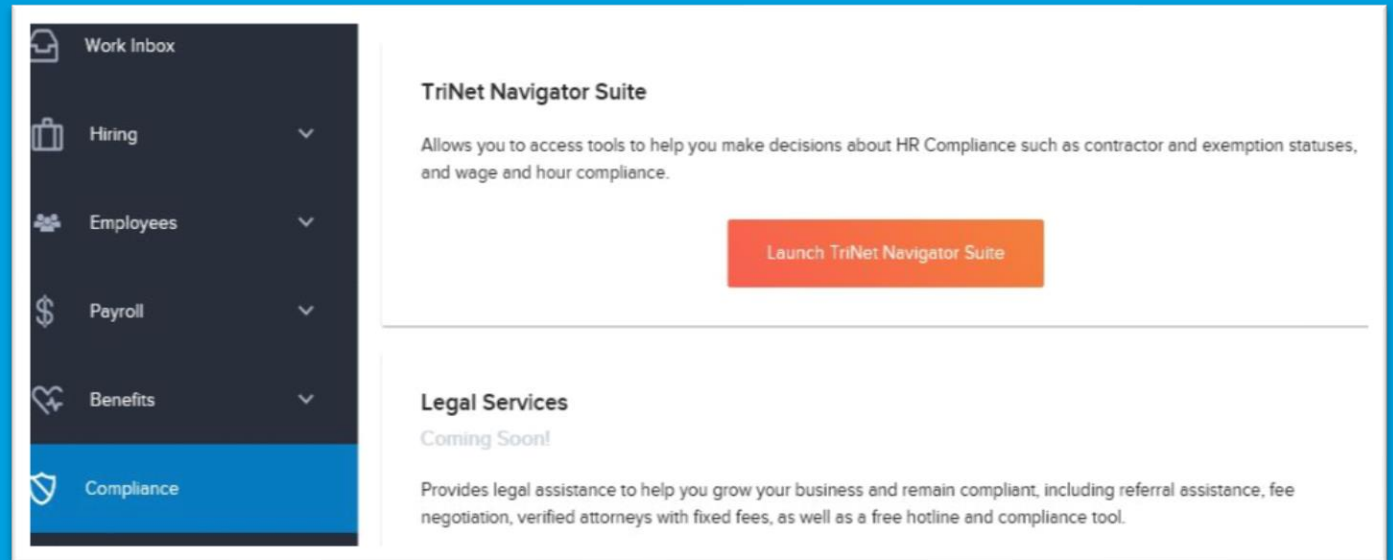 Work Inbox
Hiring
Employees
Payroll
Benefits
Compliance
TriNet Navigator Suite
Allows you to access tools to help you make decisions about HR Compliance such as contractor and exemption statuses,
and wage and hour compliance.
Launch TriNet Navigator Suite
Legal Services
Coming Soon!
Provides legal assistance to help you grow your business and remain compliant, including referral assistance, fee
negotiation, verified attorneys with fixed fees, as well as a free hotline and compliance tool.